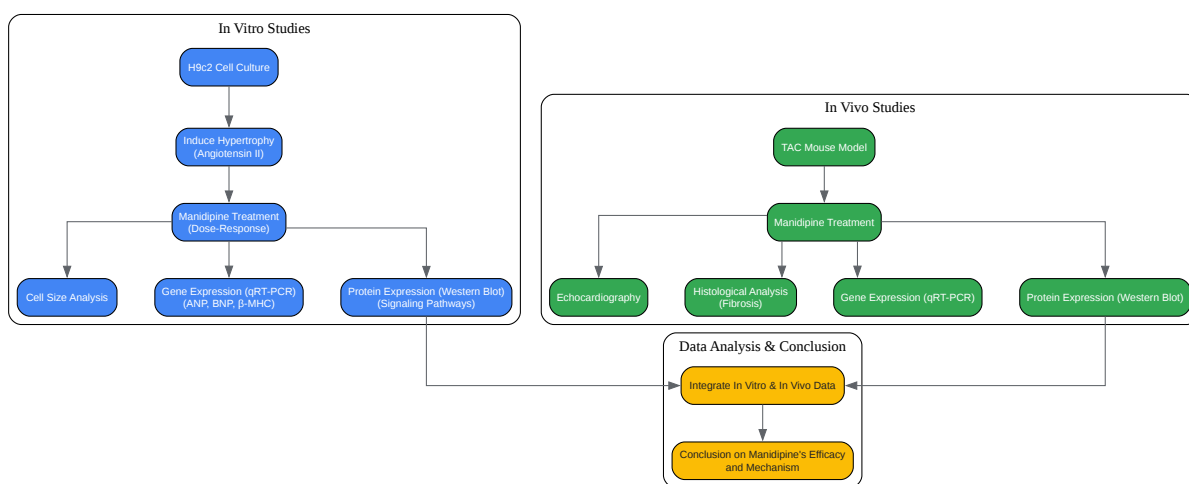 In Vitro Studies
H9c2 Cell Culture
Induce Hypertrophy
(Angiotensin II)
Manidipine Treatment
(Dose-Response)
Cell Size Analysis
Gene Expression (qRT-PCR)
(ANP, BNP, β-MHC)
Protein Expression (Western Blot)
(Signaling Pathways)
In Vivo Studies
TAC Mouse Model
Manidipine Treatment
Echocardiography
Histological Analysis
(Fibrosis)
Gene Expression (qRT-PCR)
Protein Expression (Western Blot)
Data Analysis & Conclusion
Integrate In Vitro & In Vivo Data
Conclusion on Manidipine's Efficacy
and Mechanism